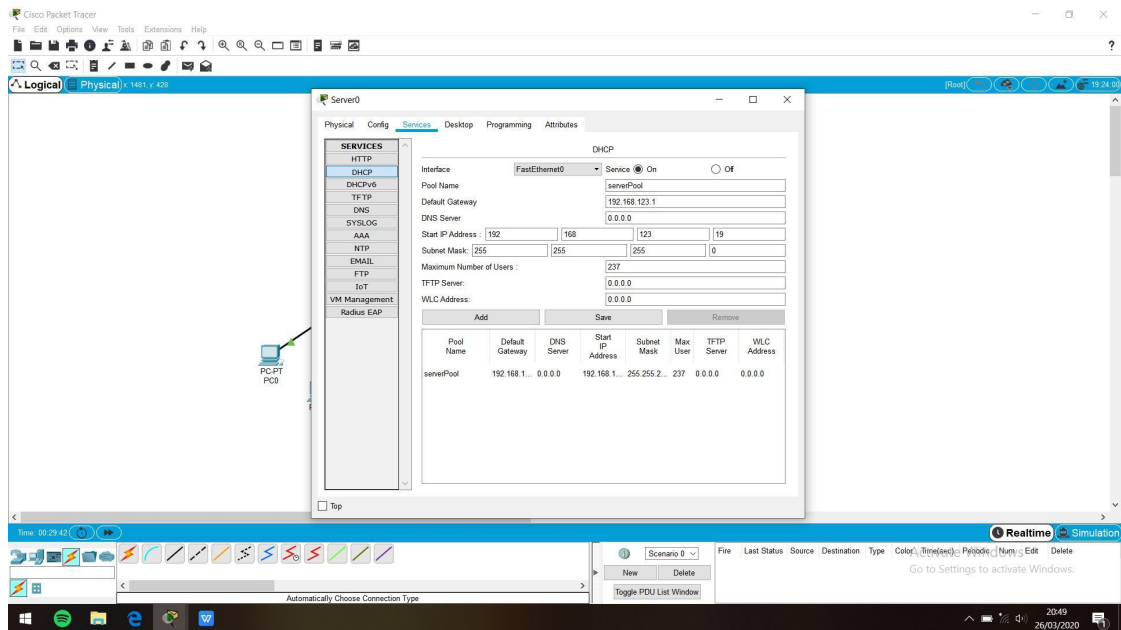 Cisco Packet Tracer
File Edit Options View Tools Extensions Help
?
Logical Physical x: 1481, y: 428 [Root] 19:24:00
Server0
Physical Config Services Desktop Programming Attributes
SERVICES
HTTP
DHCP
DHCPv6
TFTP
DNS
SYSLOG
AAA
NTP
EMAIL
FTP
IoT
VM Management
Radius EAP
DHCP
Interface FastEthernet0 Service On Off
Pool Name serverPool
Default Gateway 192.168.123.1
DNS Server 0.0.0.0
Start IP Address : 192 168 123 19
Subnet Mask: 255 255 255 0
Maximum Number of Users : 237
TFTP Server: 0.0.0.0
WLC Address: 0.0.0.0
Add Save Remove
Pool Name Default Gateway DNS Server Start IP Address Subnet Mask Max User TFTP Server WLC Address
serverPool 192.168.1... 0.0.0.0 192.168.1... 255.255.2... 237 0.0.0.0 0.0.0.0
Top
PC-PT
PC0
Time: 00:29:42 Realtime Simulation
Scenario 0
New Delete
Toggle PDU List Window
Fire Last Status Source Destination Type Color Time(sec) Periodic Num Edit Delete
Activate Windows
Go to Settings to activate Windows.
Automatically Choose Connection Type
20:49
26/03/2020